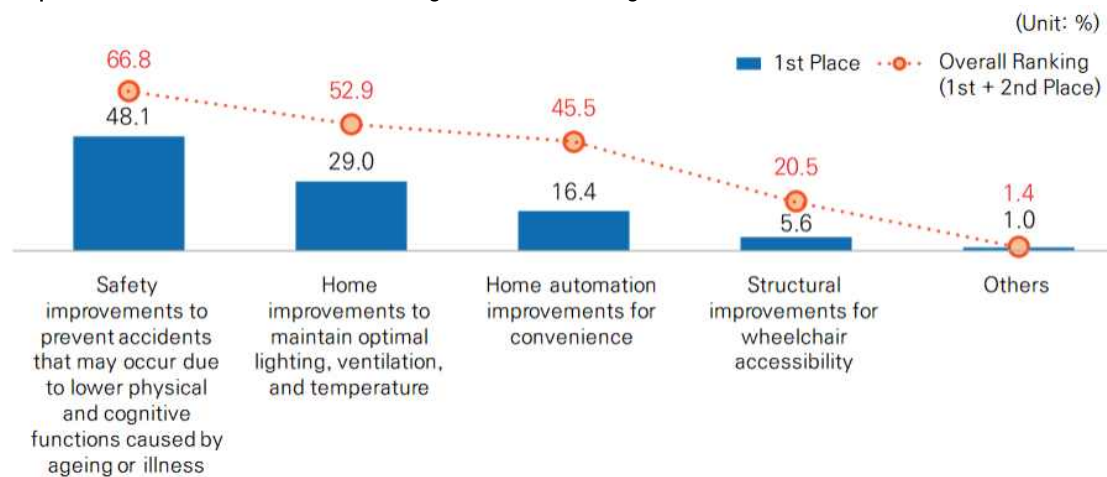 (Unit: %)
1st Place
Overall Ranking
(1st + 2nd Place)
66.8
48.1
52.9
29.0
45.5
16.4
20.5
5.6
1.4
1.0
Safety
improvements to
prevent accidents
that may occur due
to lower physical
and cognitive
functions caused by
ageing or illness
Home
improvements to
maintain optimal
lighting, ventilation,
and temperature
Home automation
improvements for
convenience
Structural
improvements for
wheelchair
accessibility
Others